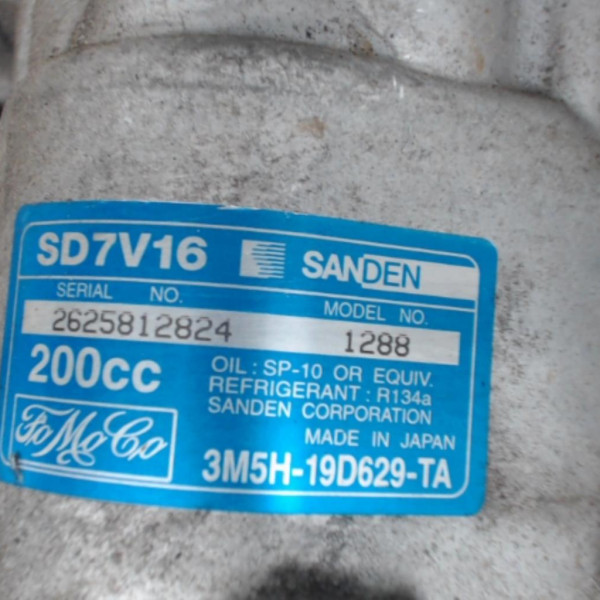 SD7V16 SANDEN
SERIAL NO. MODEL NO.
2625812824 1288
200cc
OIL : SP-10 OR EQUIV.
REFRIGERANT : R134a
SANDEN CORPORATION
FoMoCo
MADE IN JAPAN
3M5H-19D629-TA